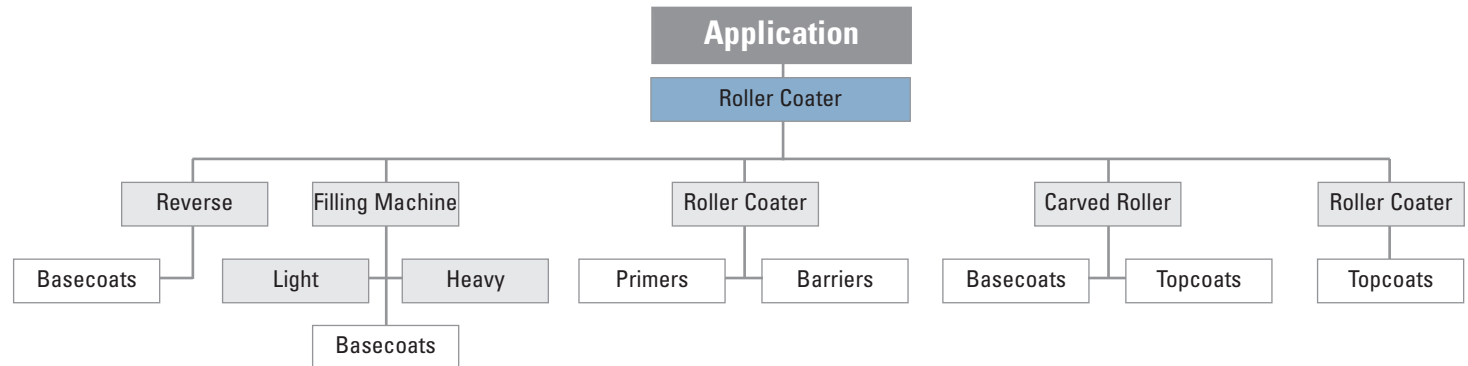 Application
Roller Coater
Reverse
Filling Machine
Roller Coater
Carved Roller
Roller Coater
Basecoats
Light
Heavy
Primers
Barriers
Basecoats
Topcoats
Topcoats
Basecoats